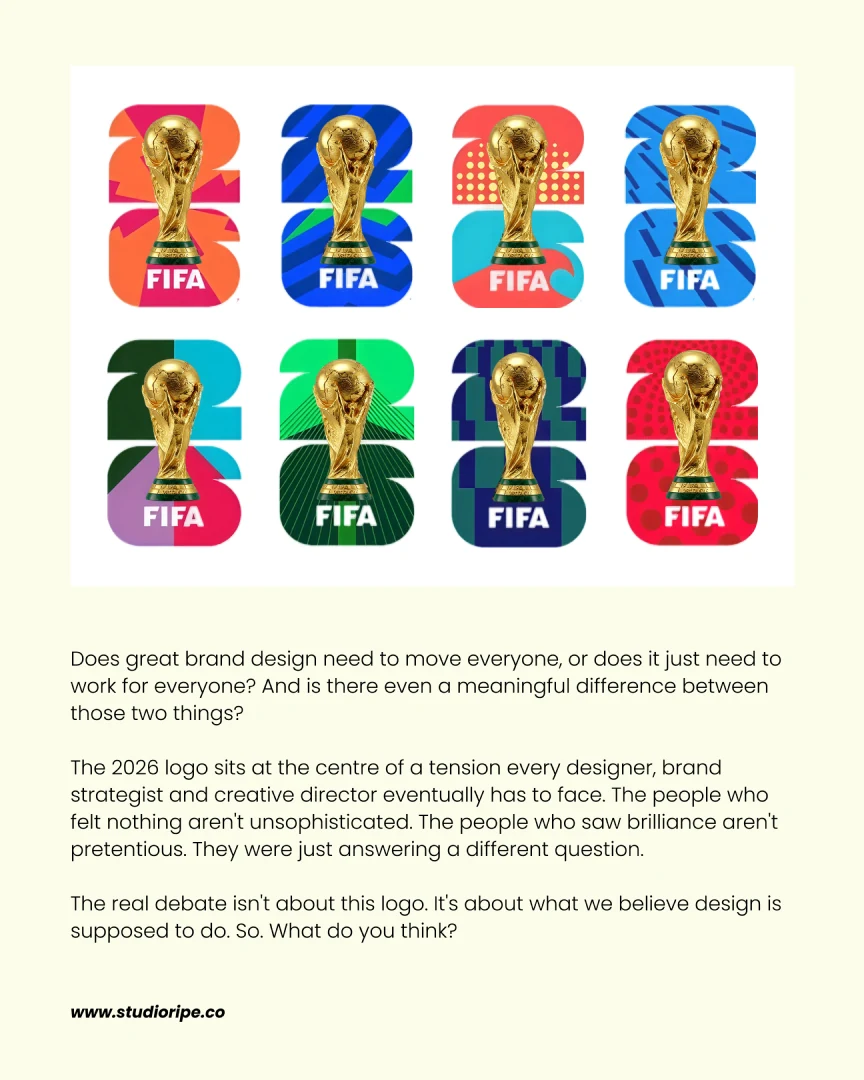 FIFA FIFA FIFA FIFA
FIFA FIFA FIFA FIFA
Does great brand design need to move everyone, or does it just need to
work for everyone? And is there even a meaningful difference between
those two things?
The 2026 logo sits at the centre of a tension every designer, brand
strategist and creative director eventually has to face. The people who
felt nothing aren't unsophisticated. The people who saw brilliance aren't
pretentious. They were just answering a different question.
The real debate isn't about this logo. It's about what we believe design is
supposed to do. So. What do you think?
www.studioripe.co